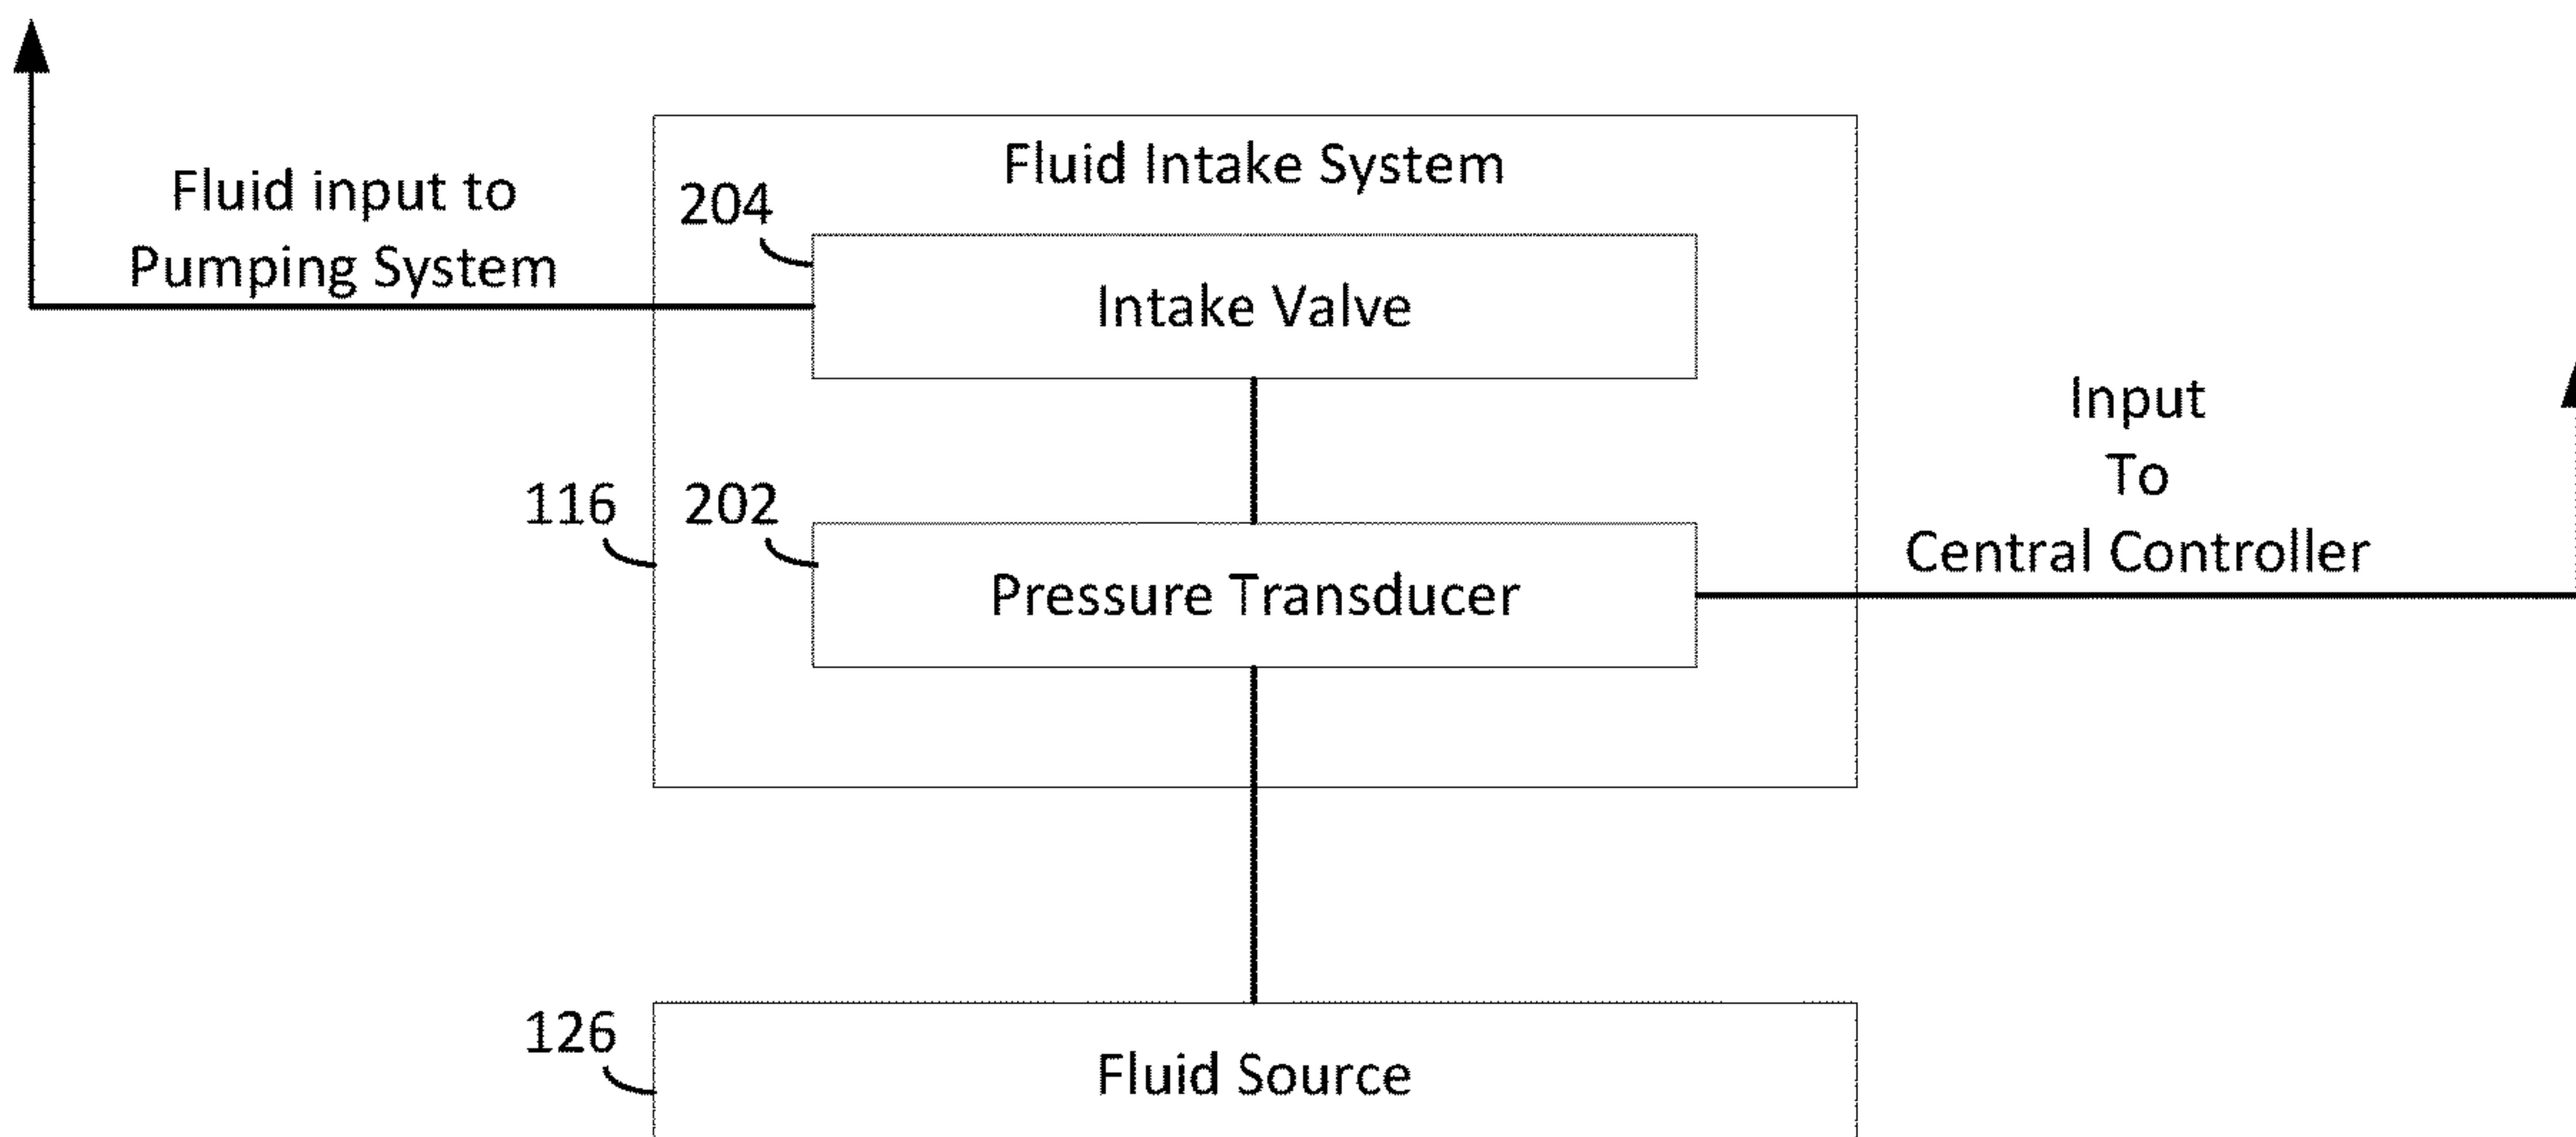 Fluid Intake System
Fluid input to
Pumping System
204
Intake Valve
116
202
Pressure Transducer
Input
To
Central Controller
126
Fluid Source